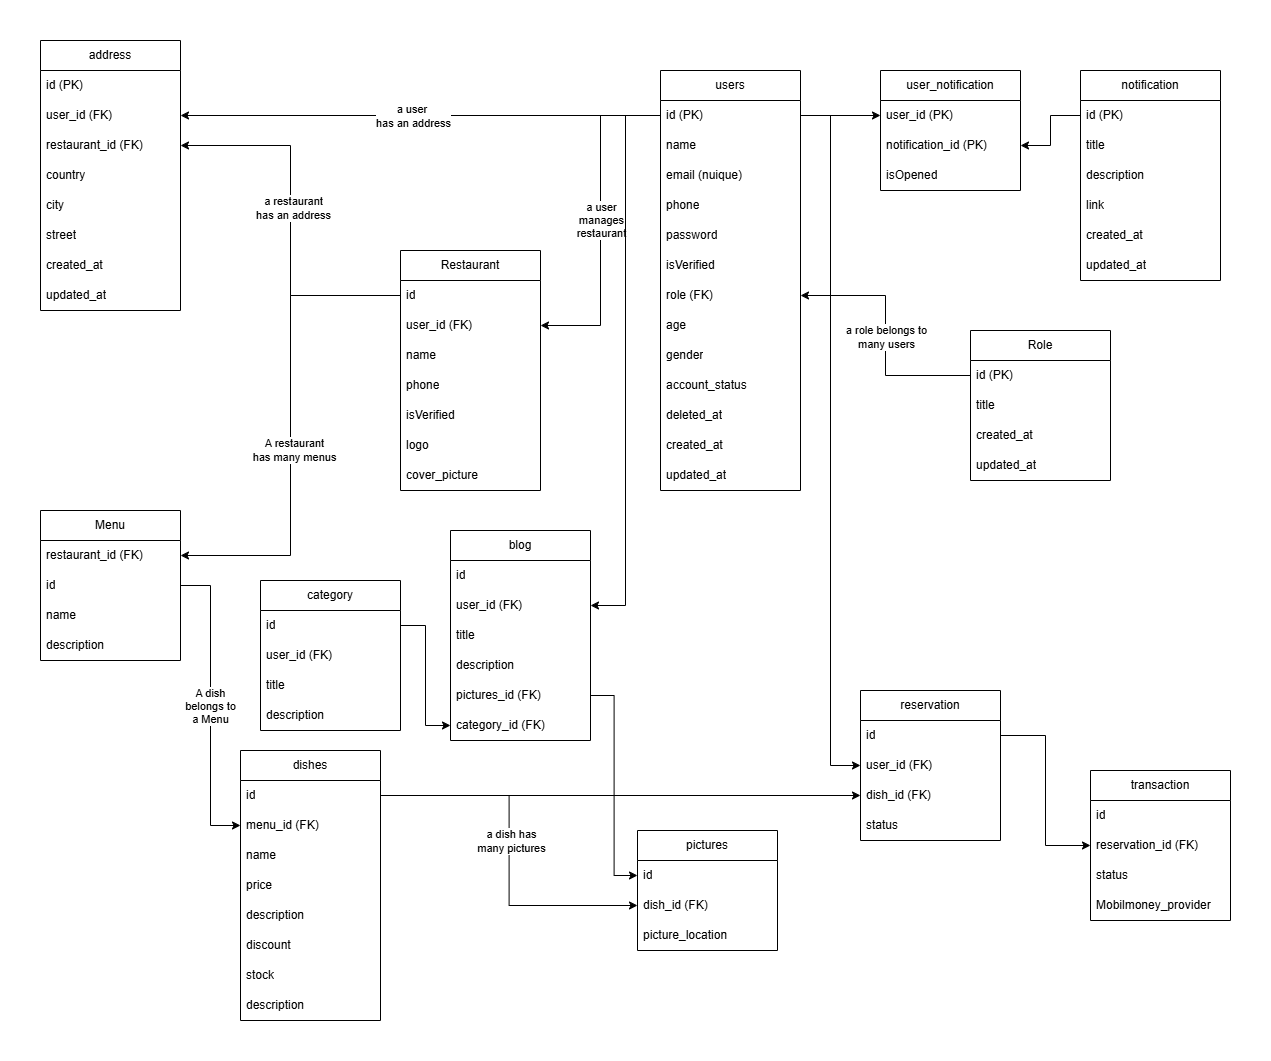 address
id (PK)
user_id (FK)
restaurant_id (FK)
country
city
street
created_at
updated_at
a user
has an address
a restaurant
has an address
a user
manages
restaurant
users
id (PK)
name
email (nuique)
phone
password
isVerified
role (FK)
age
gender
account_status
deleted_at
created_at
updated_at
user_notification
user_id (PK)
notification_id (PK)
isOpened
notification
id (PK)
title
description
link
created_at
updated_at
Restaurant
id
user_id (FK)
name
phone
isVerified
logo
cover_picture
a role belongs to
many users
Role
id (PK)
title
created_at
updated_at
A restaurant
has many menus
Menu
restaurant_id (FK)
id
name
description
category
id
user_id (FK)
title
description
blog
id
user_id (FK)
title
description
pictures_id (FK)
category_id (FK)
A dish
belongs to
a Menu
dishes
id
menu_id (FK)
name
price
description
discount
stock
description
a dish has
many pictures
pictures
id
dish_id (FK)
picture_location
reservation
id
user_id (FK)
dish_id (FK)
status
transaction
id
reservation_id (FK)
status
Mobilmoney_provider